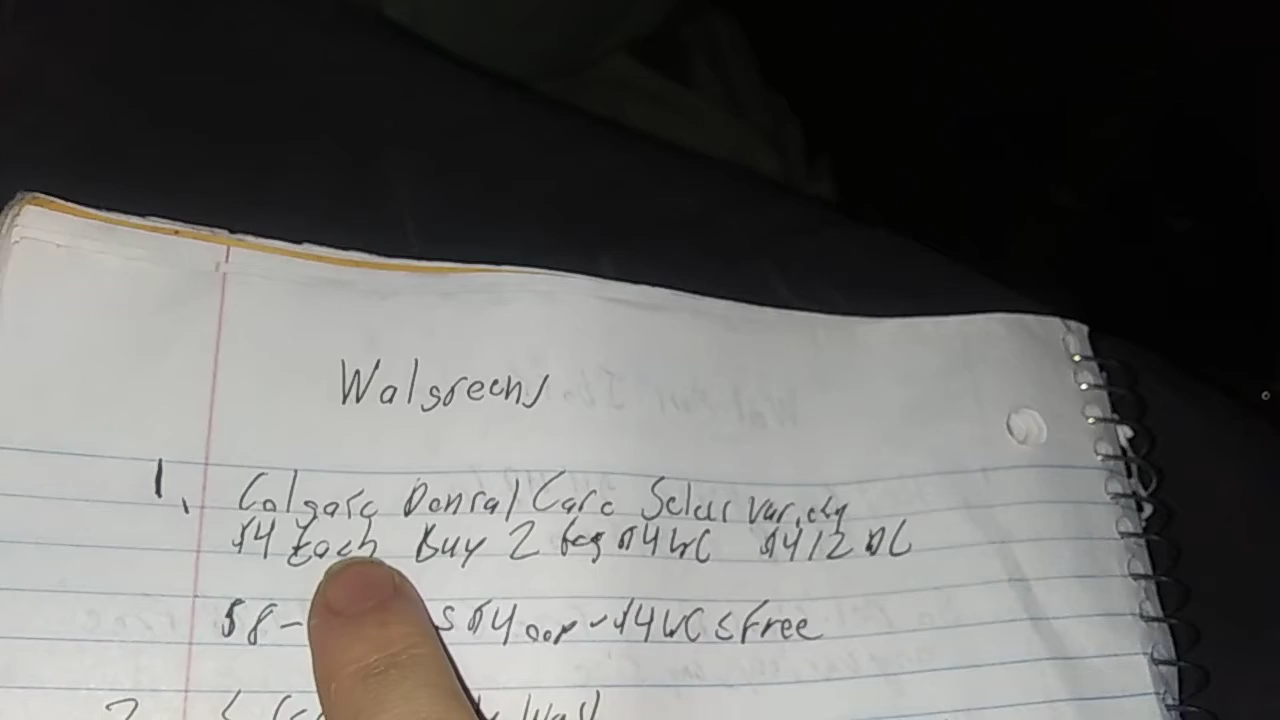 Walgreens
1. Colgate Dental Care Select Variety
$4 Each Buy 2 get $4 WC $4/2 DC
$8- $4 oop - $4 WC = Free
2.